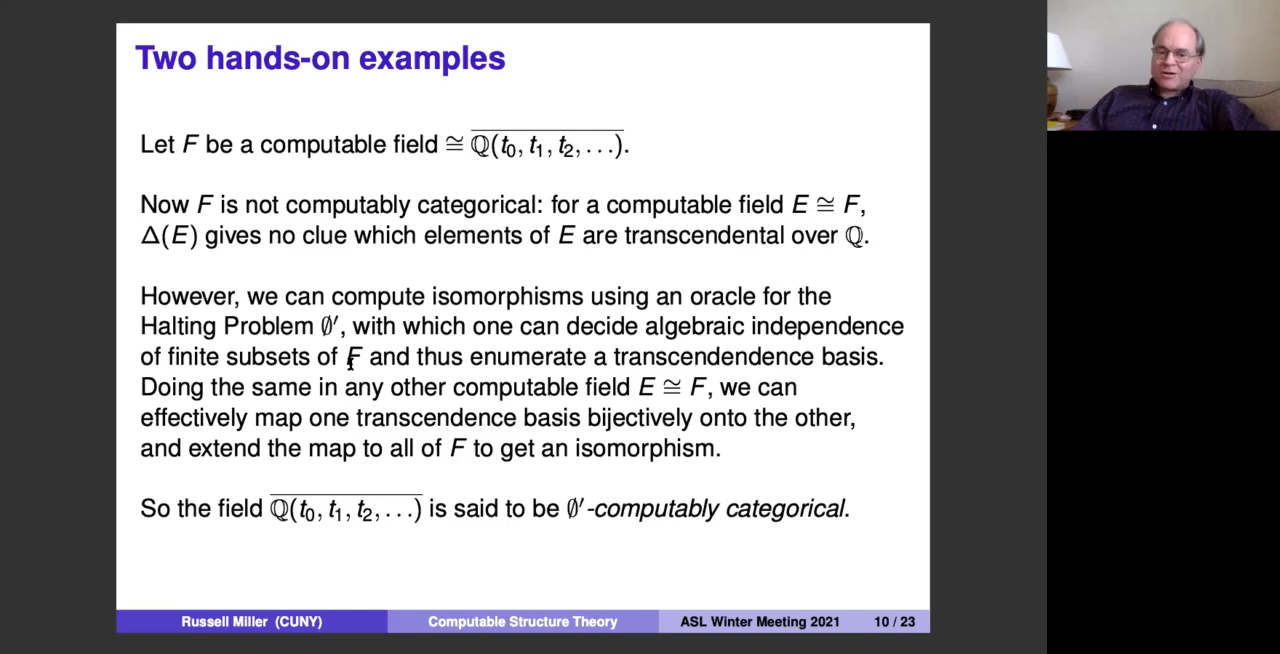 Two hands-on examples
Let F be a computable field ≅ \overline{ℚ(t₀, t₁, t₂, . . .)}.
Now F is not computably categorical: for a computable field E ≅ F,
Δ(E) gives no clue which elements of E are transcendental over ℚ.
However, we can compute isomorphisms using an oracle for the
Halting Problem ∅′, with which one can decide algebraic independence
of finite subsets of F and thus enumerate a transcendendence basis.
Doing the same in any other computable field E ≅ F, we can
effectively map one transcendence basis bijectively onto the other,
and extend the map to all of F to get an isomorphism.
So the field \overline{ℚ(t₀, t₁, t₂, . . .)} is said to be ∅′-computably categorical.
Russell Miller (CUNY) Computable Structure Theory ASL Winter Meeting 2021 10 / 23